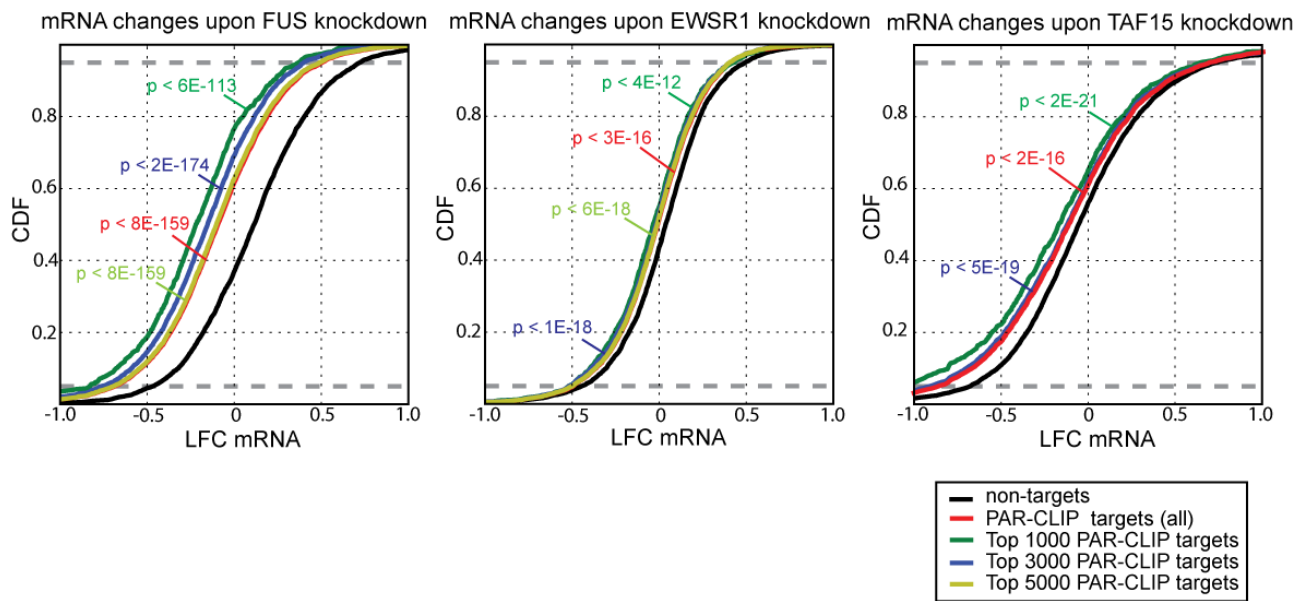 mRNA changes upon FUS knockdown
mRNA changes upon EWSR1 knockdown
mRNA changes upon TAF15 knockdown
CDF
0.8
0.6
0.4
0.2
-1.0
-0.5
0
0.5
1.0
LFC mRNA
p < 6E-113
p < 2E-174
p < 8E-159
p < 8E-159
CDF
0.8
0.6
0.4
0.2
-1.0
-0.5
0
0.5
1.0
LFC mRNA
p < 4E-12
p < 3E-16
p < 6E-18
p < 1E-18
CDF
0.8
0.6
0.4
0.2
-1.0
-0.5
0
0.5
1.0
LFC mRNA
p < 2E-21
p < 2E-16
p < 5E-19
non-targets
PAR-CLIP targets (all)
Top 1000 PAR-CLIP targets
Top 3000 PAR-CLIP targets
Top 5000 PAR-CLIP targets